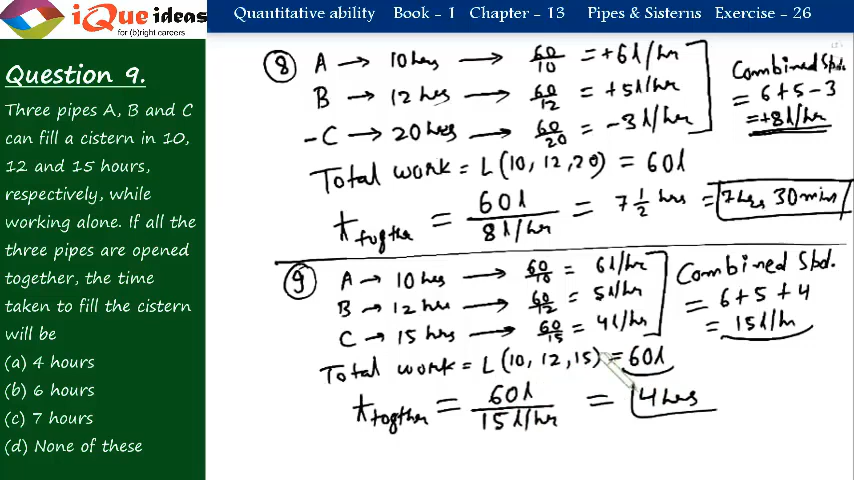 iQue ideas
for (b)right careers
Quantitative ability Book - 1 Chapter - 13 Pipes & Sisterns Exercise - 26
Question 9.
Three pipes A, B and C
can fill a cistern in 10,
12 and 15 hours,
respectively, while
working alone. If all the
three pipes are opened
together, the time
taken to fill the cistern
will be
(a) 4 hours
(b) 6 hours
(c) 7 hours
(d) None of these
8 A → 10 hrs → 60/10 = +6 l/hr
B → 12 hrs → 60/12 = +5 l/hr
-C → 20 hrs → 60/20 = -3 l/hr
Combined Spd.
= 6 + 5 - 3
= +8 l/hr
Total work = L (10, 12, 20) = 60 l
t together = 60 l / 8 l/hr = 7 1/2 hrs = 7 hrs 30 mins
9 A → 10 hrs → 60/10 = 6 l/hr
B → 12 hrs → 60/12 = 5 l/hr
C → 15 hrs → 60/15 = 4 l/hr
Combined Spd.
= 6 + 5 + 4
= 15 l/hr
Total work = L (10, 12, 15) = 60 l
t together = 60 l / 15 l/hr = 4 hrs